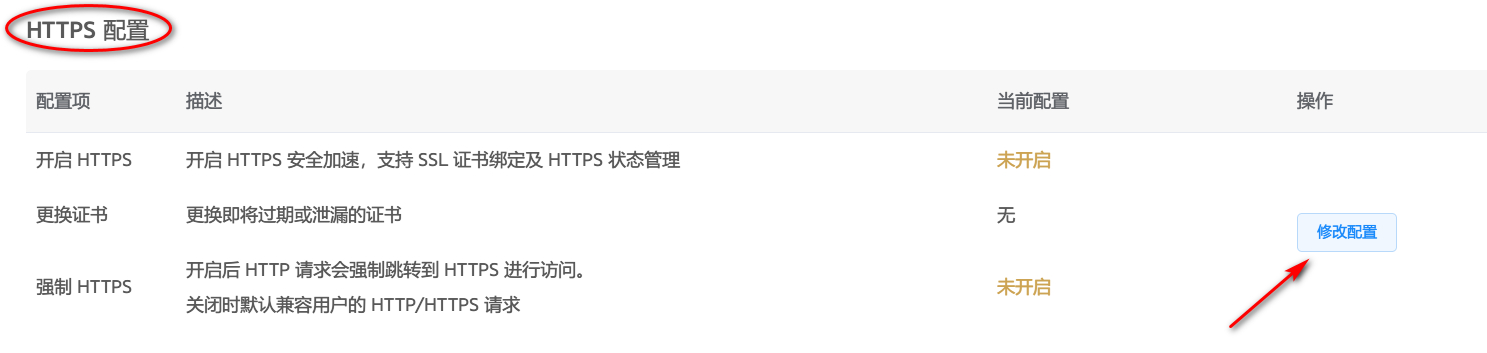 HTTPS 配置
配置项 描述 当前配置 操作
开启 HTTPS 开启 HTTPS 安全加速，支持 SSL 证书绑定及 HTTPS 状态管理 未开启
更换证书 更换即将过期或泄漏的证书 无
修改配置
强制 HTTPS 开启后 HTTP 请求会强制跳转到 HTTPS 进行访问。
关闭时默认兼容用户的 HTTP/HTTPS 请求 未开启